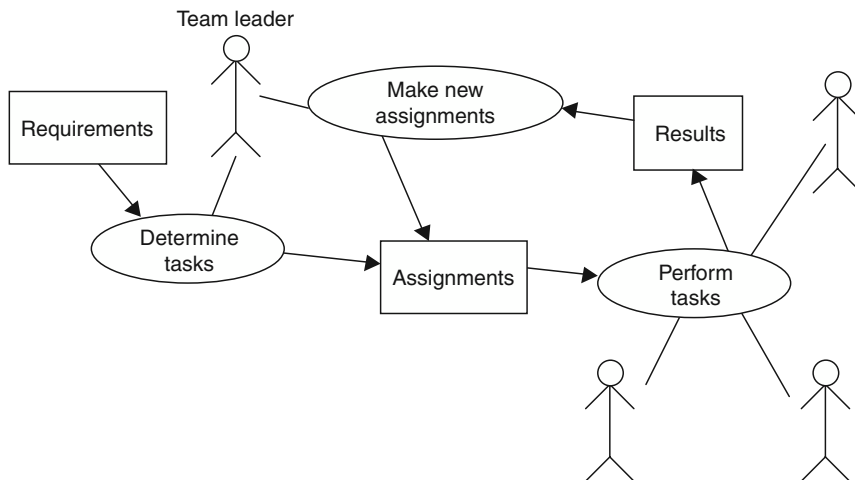 Team leader
Requirements
Make new
assignments
Results
Determine
tasks
Assignments
Perform
tasks